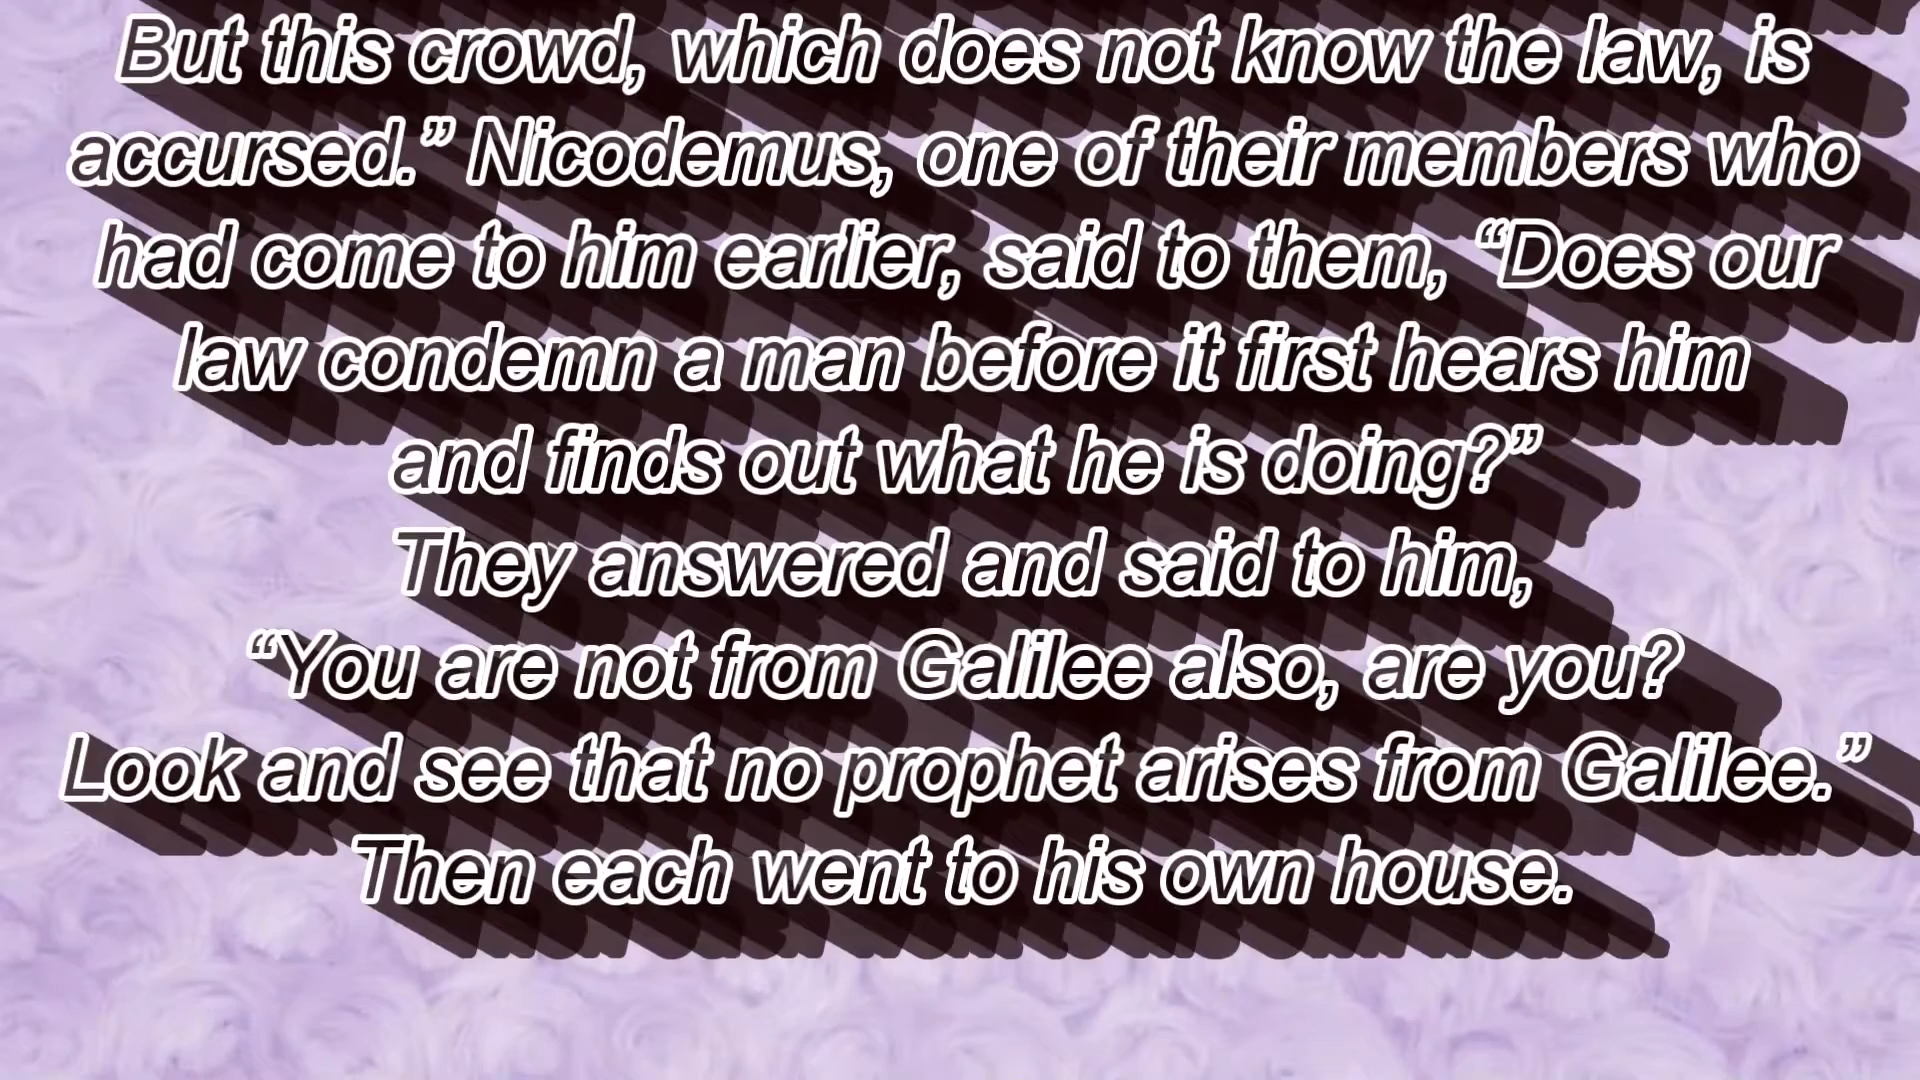 But this crowd, which does not know the law, is
accursed.” Nicodemus, one of their members who
had come to him earlier, said to them, “Does our
law condemn a man before it first hears him
and finds out what he is doing?”
They answered and said to him,
“You are not from Galilee also, are you?
Look and see that no prophet arises from Galilee.”
Then each went to his own house.